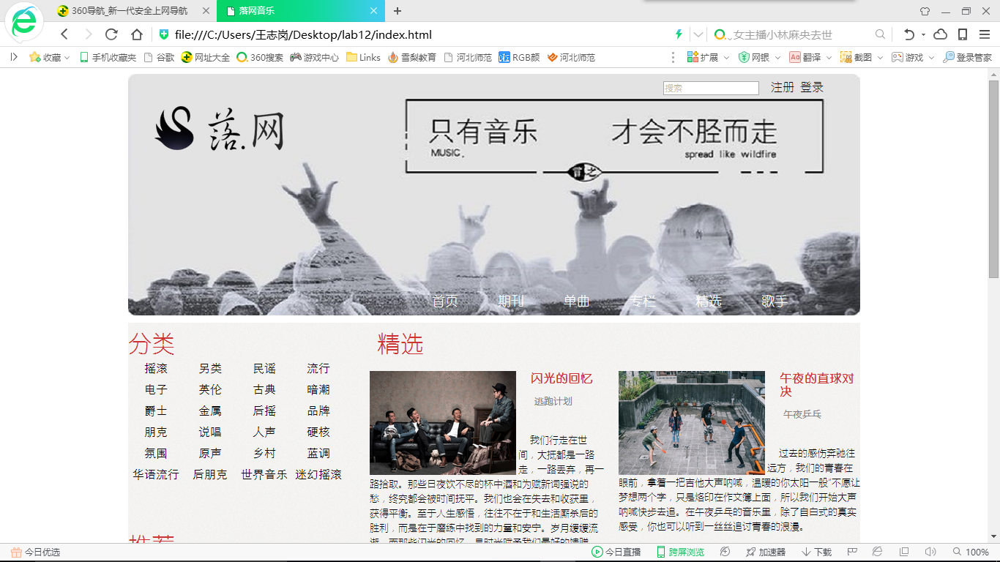 360导航_新一代安全上网导航
落网音乐
file:///C:/Users/王志岗/Desktop/lab12/index.html
女主播小林麻央去世
收藏 手机收藏夹 谷歌 网址大全 360搜索 游戏中心 Links 雪梨教育 河北师范 RGB颜 河北师范 扩展 网银 翻译 截图 游戏 登录管家
搜索 注册 登录
落.网
只有音乐 才会不胫而走
MUSIC. spread like wildfire
首页 期刊 单曲 专栏 精选 歌手
分类
摇滚 另类 民谣 流行
电子 英伦 古典 暗潮
爵士 金属 后摇 品牌
朋克 说唱 人声 硬核
氛围 原声 乡村 蓝调
华语流行 后朋克 世界音乐 迷幻摇滚
精选
闪光的回忆
逃跑计划
我们行走在世
间，大抵都是一路
走，一路丢弃，再一
路拾取。那些日夜饮不尽的杯中酒和为赋新词强说的
愁，终究都会被时间抚平。我们也会在失去和收获里，
获得平衡。至于人生感悟，往往不在于和生活厮杀后的
胜利，而是在于磨练中找到的力量和安宁。岁月缓缓流
逝，而那些闪光的回忆，是时光赋予我们最好的馈赠
午夜的直球对
决
午夜乒乓
过去的感伤奔驰往
远方，我们的青春在
眼前，拿着一把吉他大声呐喊，温暖的你太阳一般“不愿让
梦想两个字，只是烙印在作文簿上面，所以我们开始大声
呐喊快步去追。在午夜乒乓的音乐里，除了自白式的真实
感受，你也可以听到一丝丝追讨青春的浪漫。
推荐
今日优选 今日直播 跨屏浏览 加速器 下载 100%